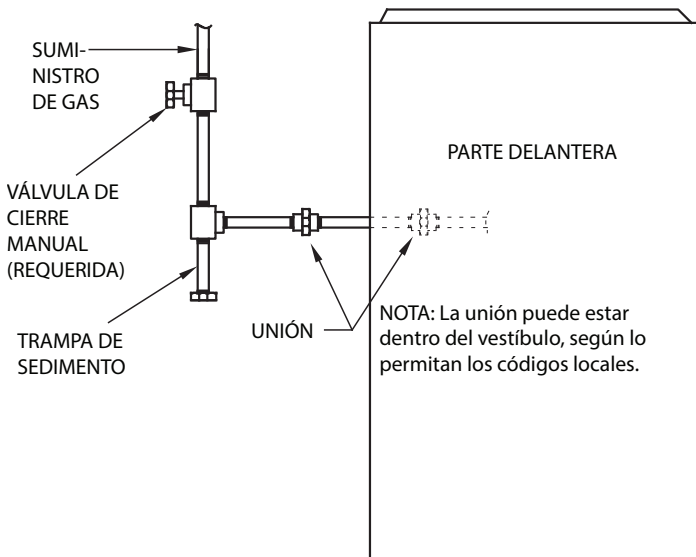 SUMI-
NISTRO
DE GAS
VÁLVULA DE
CIERRE
MANUAL
(REQUERIDA)
TRAMPA DE
SEDIMENTO
UNIÓN
PARTE DELANTERA
NOTA: La unión puede estar
dentro del vestíbulo, según lo
permitan los códigos locales.